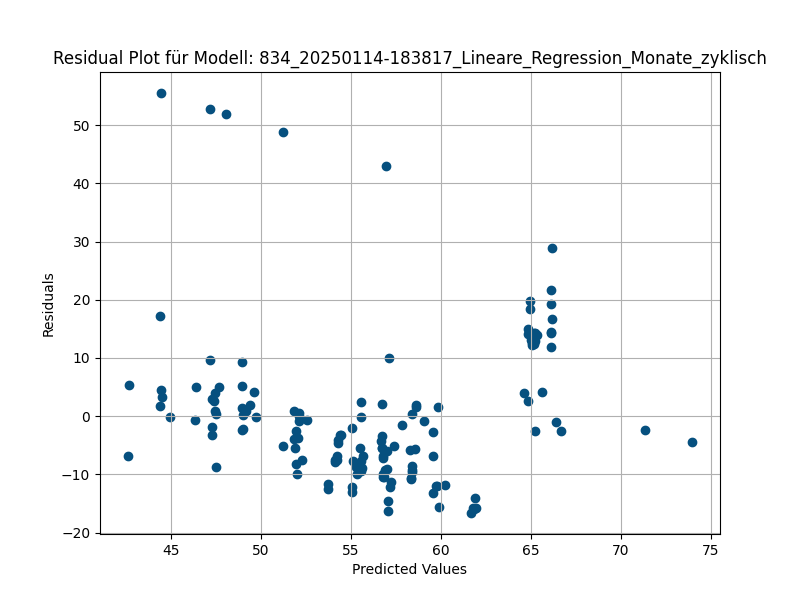 Residual Plot für Modell: 834_20250114-183817_Lineare_Regression_Monate_zyklisch
50
40
30
20
10
0
−10
−20
Residuals
45 50 55 60 65 70 75
Predicted Values